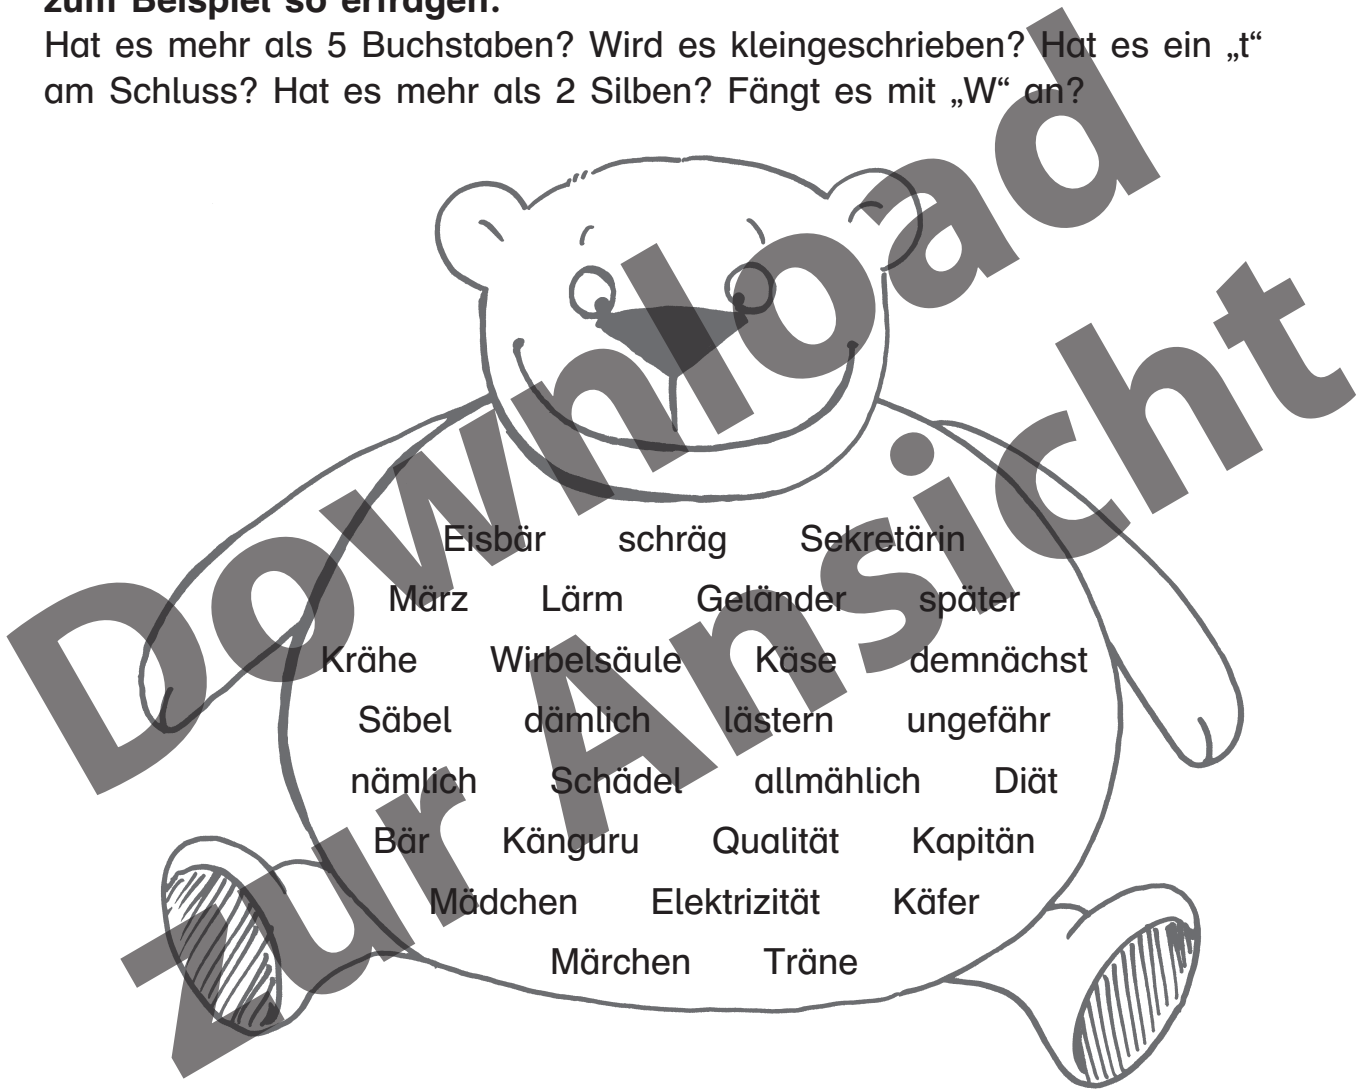 zum Beispiel so erfragen:
Hat es mehr als 5 Buchstaben? Wird es kleingeschrieben? Hat es ein „t“
am Schluss? Hat es mehr als 2 Silben? Fängt es mit „W“ an?
Eisbär schräg Sekretärin
März Lärm Geländer später
Krähe Wirbelsäule Käse demnächst
Säbel dämlich lästern ungefähr
nämlich Schädel allmählich Diät
Bär Känguru Qualität Kapitän
Mädchen Elektrizität Käfer
Märchen Träne
Download
zur Ansicht